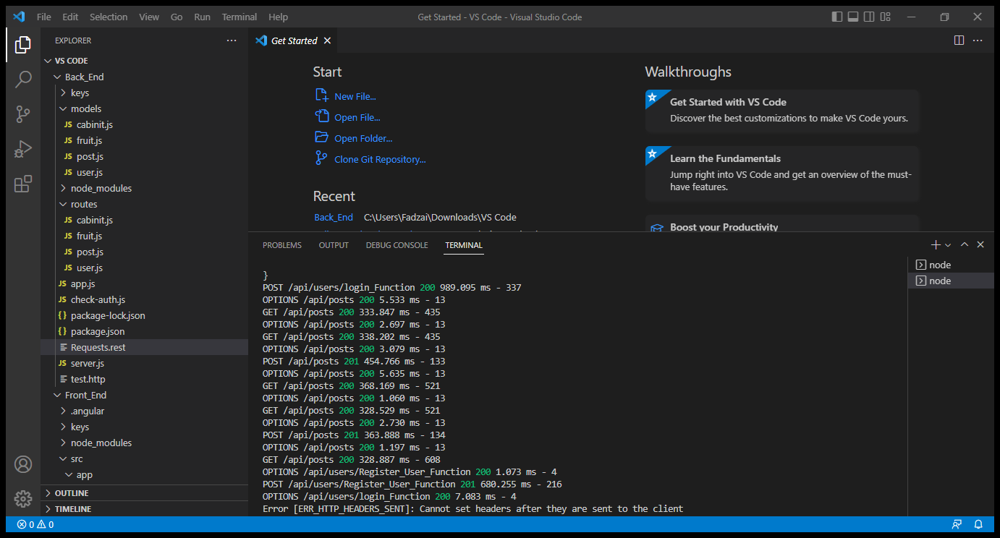 File Edit Selection View Go Run Terminal Help
Get Started - VS Code - Visual Studio Code
EXPLORER
VS CODE
Back_End
keys
models
JS cabinit.js
JS fruit.js
JS post.js
JS user.js
node_modules
routes
JS cabinit.js
JS fruit.js
JS post.js
JS user.js
JS app.js
JS check-auth.js
{} package-lock.json
{} package.json
Requests.rest
JS server.js
test.http
Front_End
.angular
keys
node_modules
src
app
OUTLINE
TIMELINE
0 0
Get Started
Start
New File...
Open File...
Open Folder...
Clone Git Repository...
Recent
Back_End C:\Users\Fadzai\Downloads\VS Code
Walkthroughs
Get Started with VS Code
Discover the best customizations to make VS Code yours.
Learn the Fundamentals
Jump right into VS Code and get an overview of the must-
have features.
Boost your Productivity
PROBLEMS OUTPUT DEBUG CONSOLE TERMINAL
}
POST /api/users/login_Function 200 989.095 ms - 337
OPTIONS /api/posts 200 5.533 ms - 13
GET /api/posts 200 333.847 ms - 435
OPTIONS /api/posts 200 2.697 ms - 13
GET /api/posts 200 338.202 ms - 435
OPTIONS /api/posts 200 3.079 ms - 13
POST /api/posts 201 454.766 ms - 133
OPTIONS /api/posts 200 5.635 ms - 13
GET /api/posts 200 368.169 ms - 521
OPTIONS /api/posts 200 1.060 ms - 13
GET /api/posts 200 328.529 ms - 521
OPTIONS /api/posts 200 2.730 ms - 13
POST /api/posts 201 363.888 ms - 134
OPTIONS /api/posts 200 1.197 ms - 13
GET /api/posts 200 328.887 ms - 608
OPTIONS /api/users/Register_User_Function 200 1.073 ms - 4
POST /api/users/Register_User_Function 201 680.255 ms - 216
OPTIONS /api/users/login_Function 200 7.083 ms - 4
Error [ERR_HTTP_HEADERS_SENT]: Cannot set headers after they are sent to the client
node
node